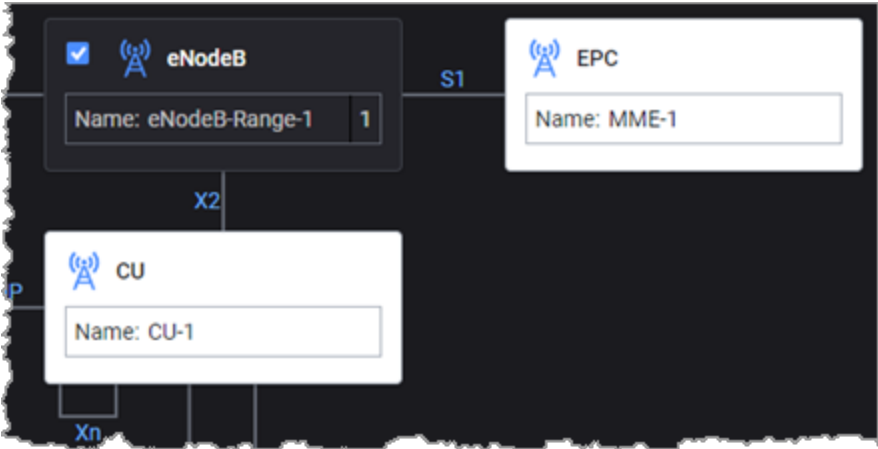 eNodeB
Name: eNodeB-Range-1 1
S1
EPC
Name: MME-1
X2
CU
P
Name: CU-1
Xn